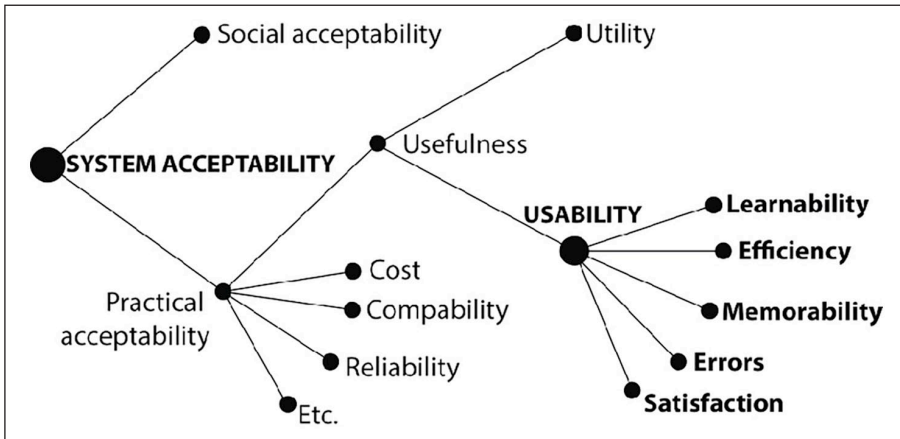 Social acceptability
Utility
Usefulness
SYSTEM ACCEPTABILITY
Learnability
USABILITY
Efficiency
Cost
Practical
acceptability
Compability
Memorability
Reliability
Errors
Etc.
Satisfaction